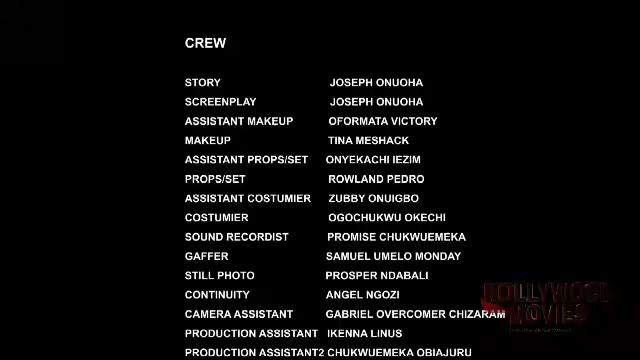 CREW
STORY JOSEPH ONUOHA
SCREENPLAY JOSEPH ONUOHA
ASSISTANT MAKEUP OFORMATA VICTORY
MAKEUP TINA MESHACK
ASSISTANT PROPS/SET ONYEKACHI IEZIM
PROPS/SET ROWLAND PEDRO
ASSISTANT COSTUMIER ZUBBY ONUIGBO
COSTUMIER OGOCHUKWU OKECHI
SOUND RECORDIST PROMISE CHUKWUEMEKA
GAFFER SAMUEL UMELO MONDAY
STILL PHOTO PROSPER NDABALI
CONTINUITY ANGEL NGOZI
CAMERA ASSISTANT GABRIEL OVERCOMER CHIZARAM
PRODUCTION ASSISTANT IKENNA LINUS
PRODUCTION ASSISTANT2 CHUKWUEMEKA OBIAJURU
NOLLYWOOD
MOVIES